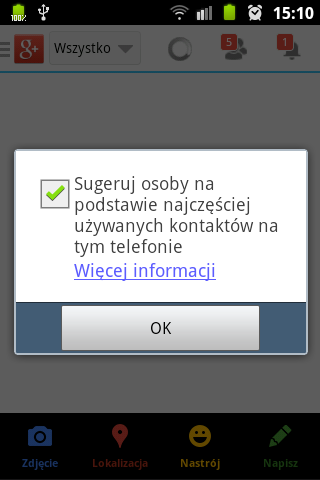 100%
15:10
g+
Wszystko
5
1
Sugeruj osoby na
podstawie najczęściej
używanych kontaktów na
tym telefonie
Więcej informacji
OK
Zdjęcie
Lokalizacja
Nastrój
Napisz